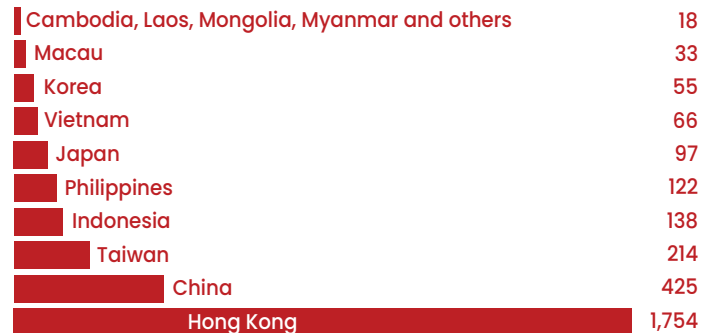 Cambodia, Laos, Mongolia, Myanmar and others 18
Macau 33
Korea 55
Vietnam 66
Japan 97
Philippines 122
Indonesia 138
Taiwan 214
China 425
Hong Kong 1,754